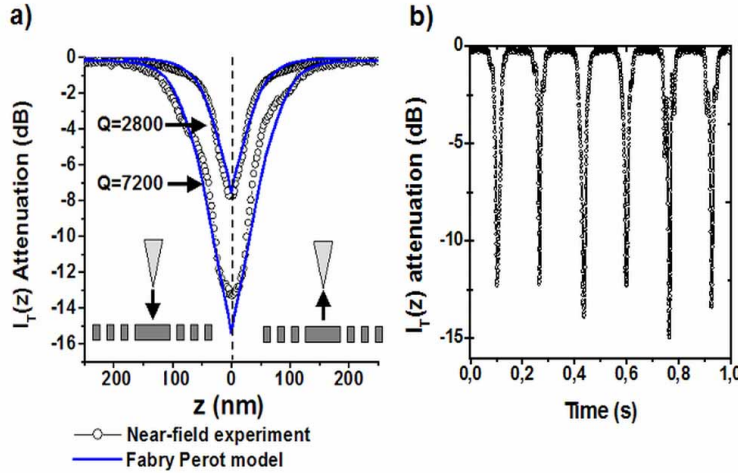 a)
I_T(z) Attenuation (dB)
0
-2
-4
-6
-8
-10
-12
-14
-16
Q=2800
Q=7200
200 100 0 100 200
z (nm)
Near-field experiment
Fabry Perot model
b)
I_T(z) attenuation (dB)
0
-5
-10
-15
0,0 0,2 0,4 0,6 0,8 1,0
Time (s)